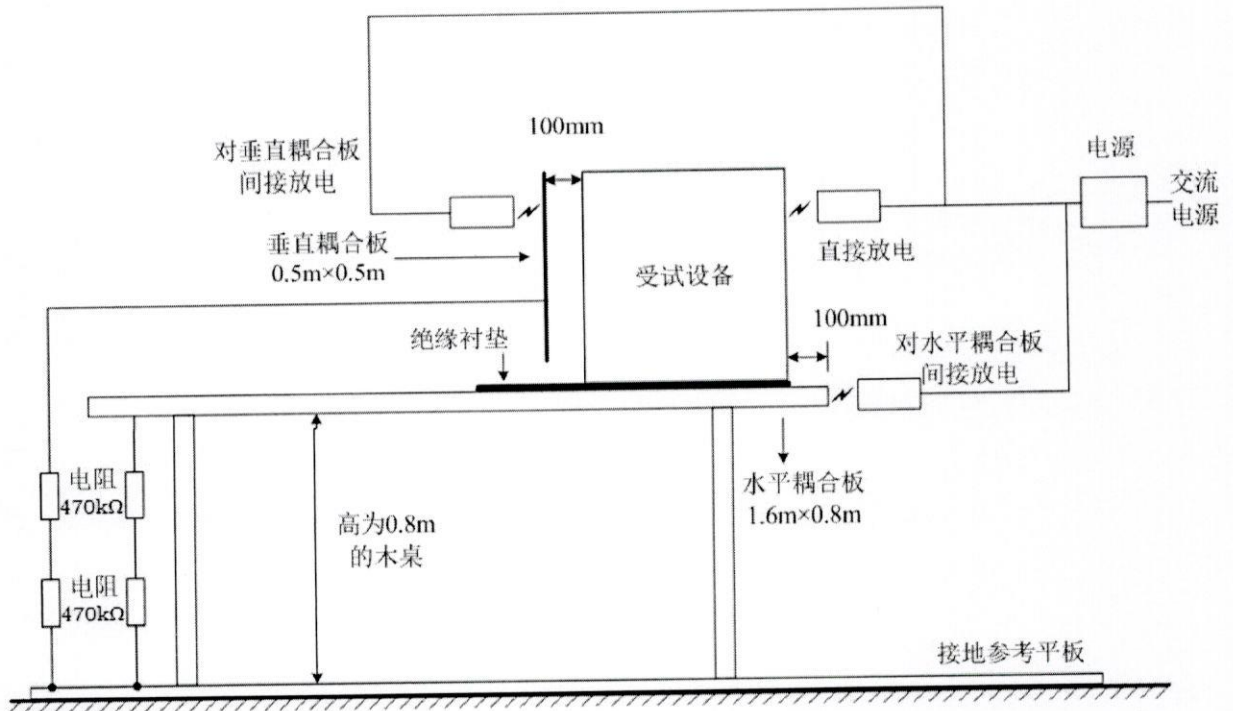 100mm
对垂直耦合板
间接放电
电源
交流
电源
垂直耦合板
0.5m×0.5m
直接放电
受试设备
100mm
绝缘衬垫
对水平耦合板
间接放电
电阻
470kΩ
水平耦合板
1.6m×0.8m
高为0.8m
的木桌
电阻
470kΩ
接地参考平板